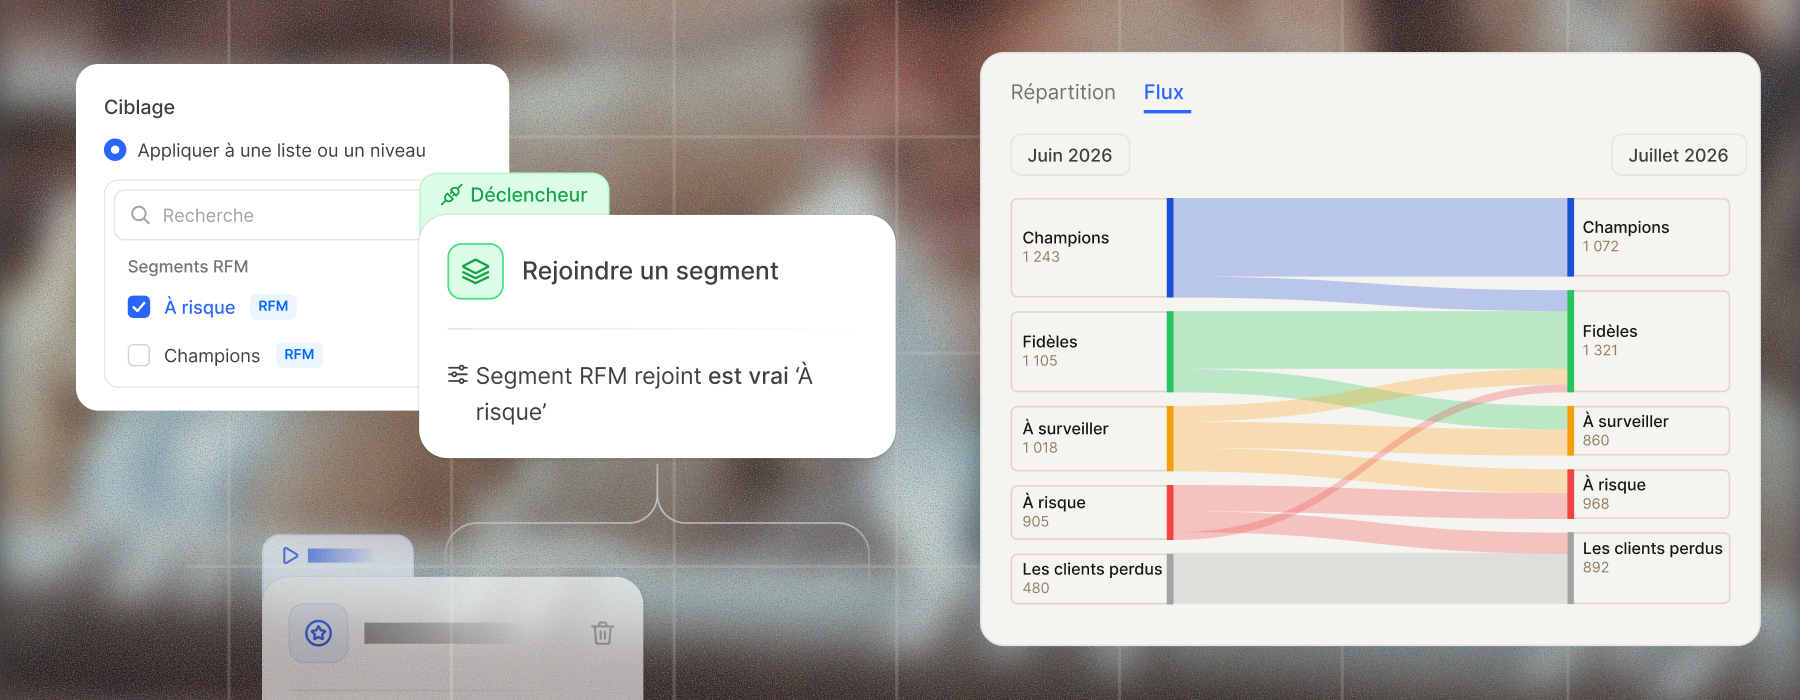 Ciblage
Appliquer à une liste ou un niveau
Recherche
Segments RFM
À risque RFM
Champions RFM
Déclencheur
Rejoindre un segment
Segment RFM rejoint est vrai ‘À
risque’
Répartition Flux
Juin 2026
Juillet 2026
Champions
1 243
Fidèles
1 105
À surveiller
1 018
À risque
905
Les clients perdus
480
Champions
1 072
Fidèles
1 321
À surveiller
860
À risque
968
Les clients perdus
892